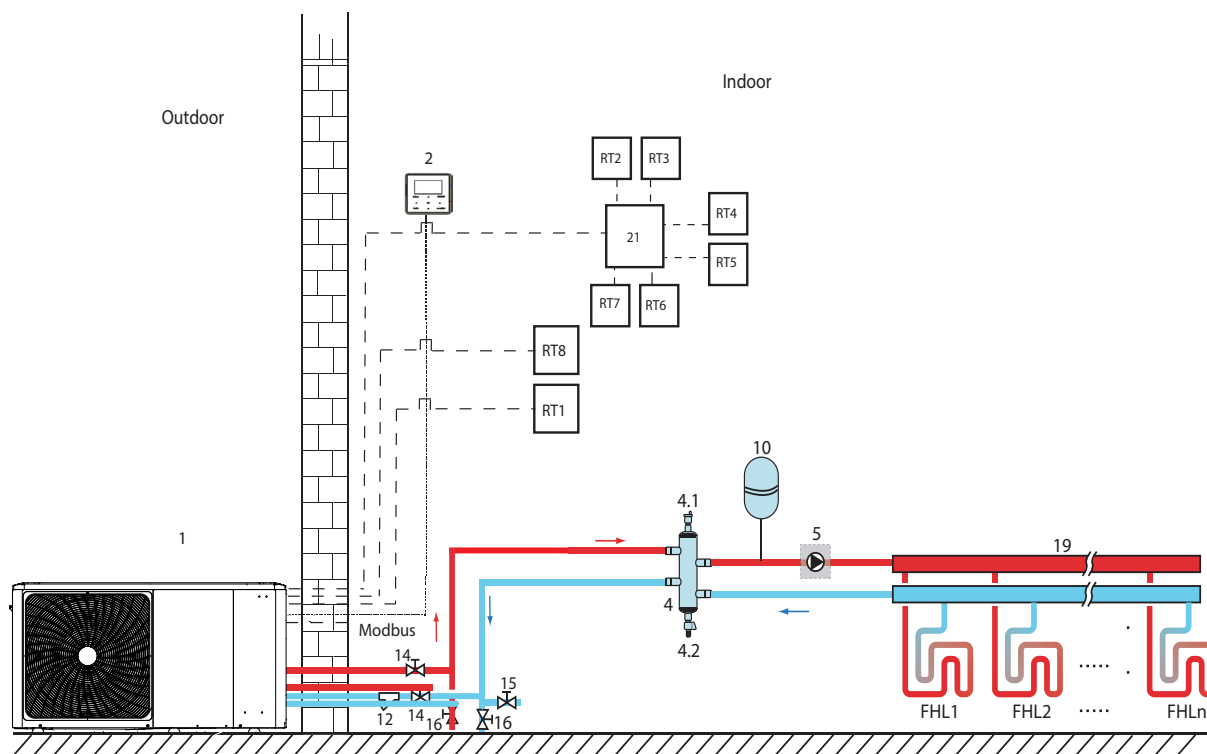 Indoor
Outdoor
2
RT2
RT3
RT4
21
RT5
RT7
RT6
RT8
RT1
10
4.1
1
5
19
4
Modbus
4.2
14
15
12
14
16
16
FHL1
FHL2
.....
.....
.
FHLn